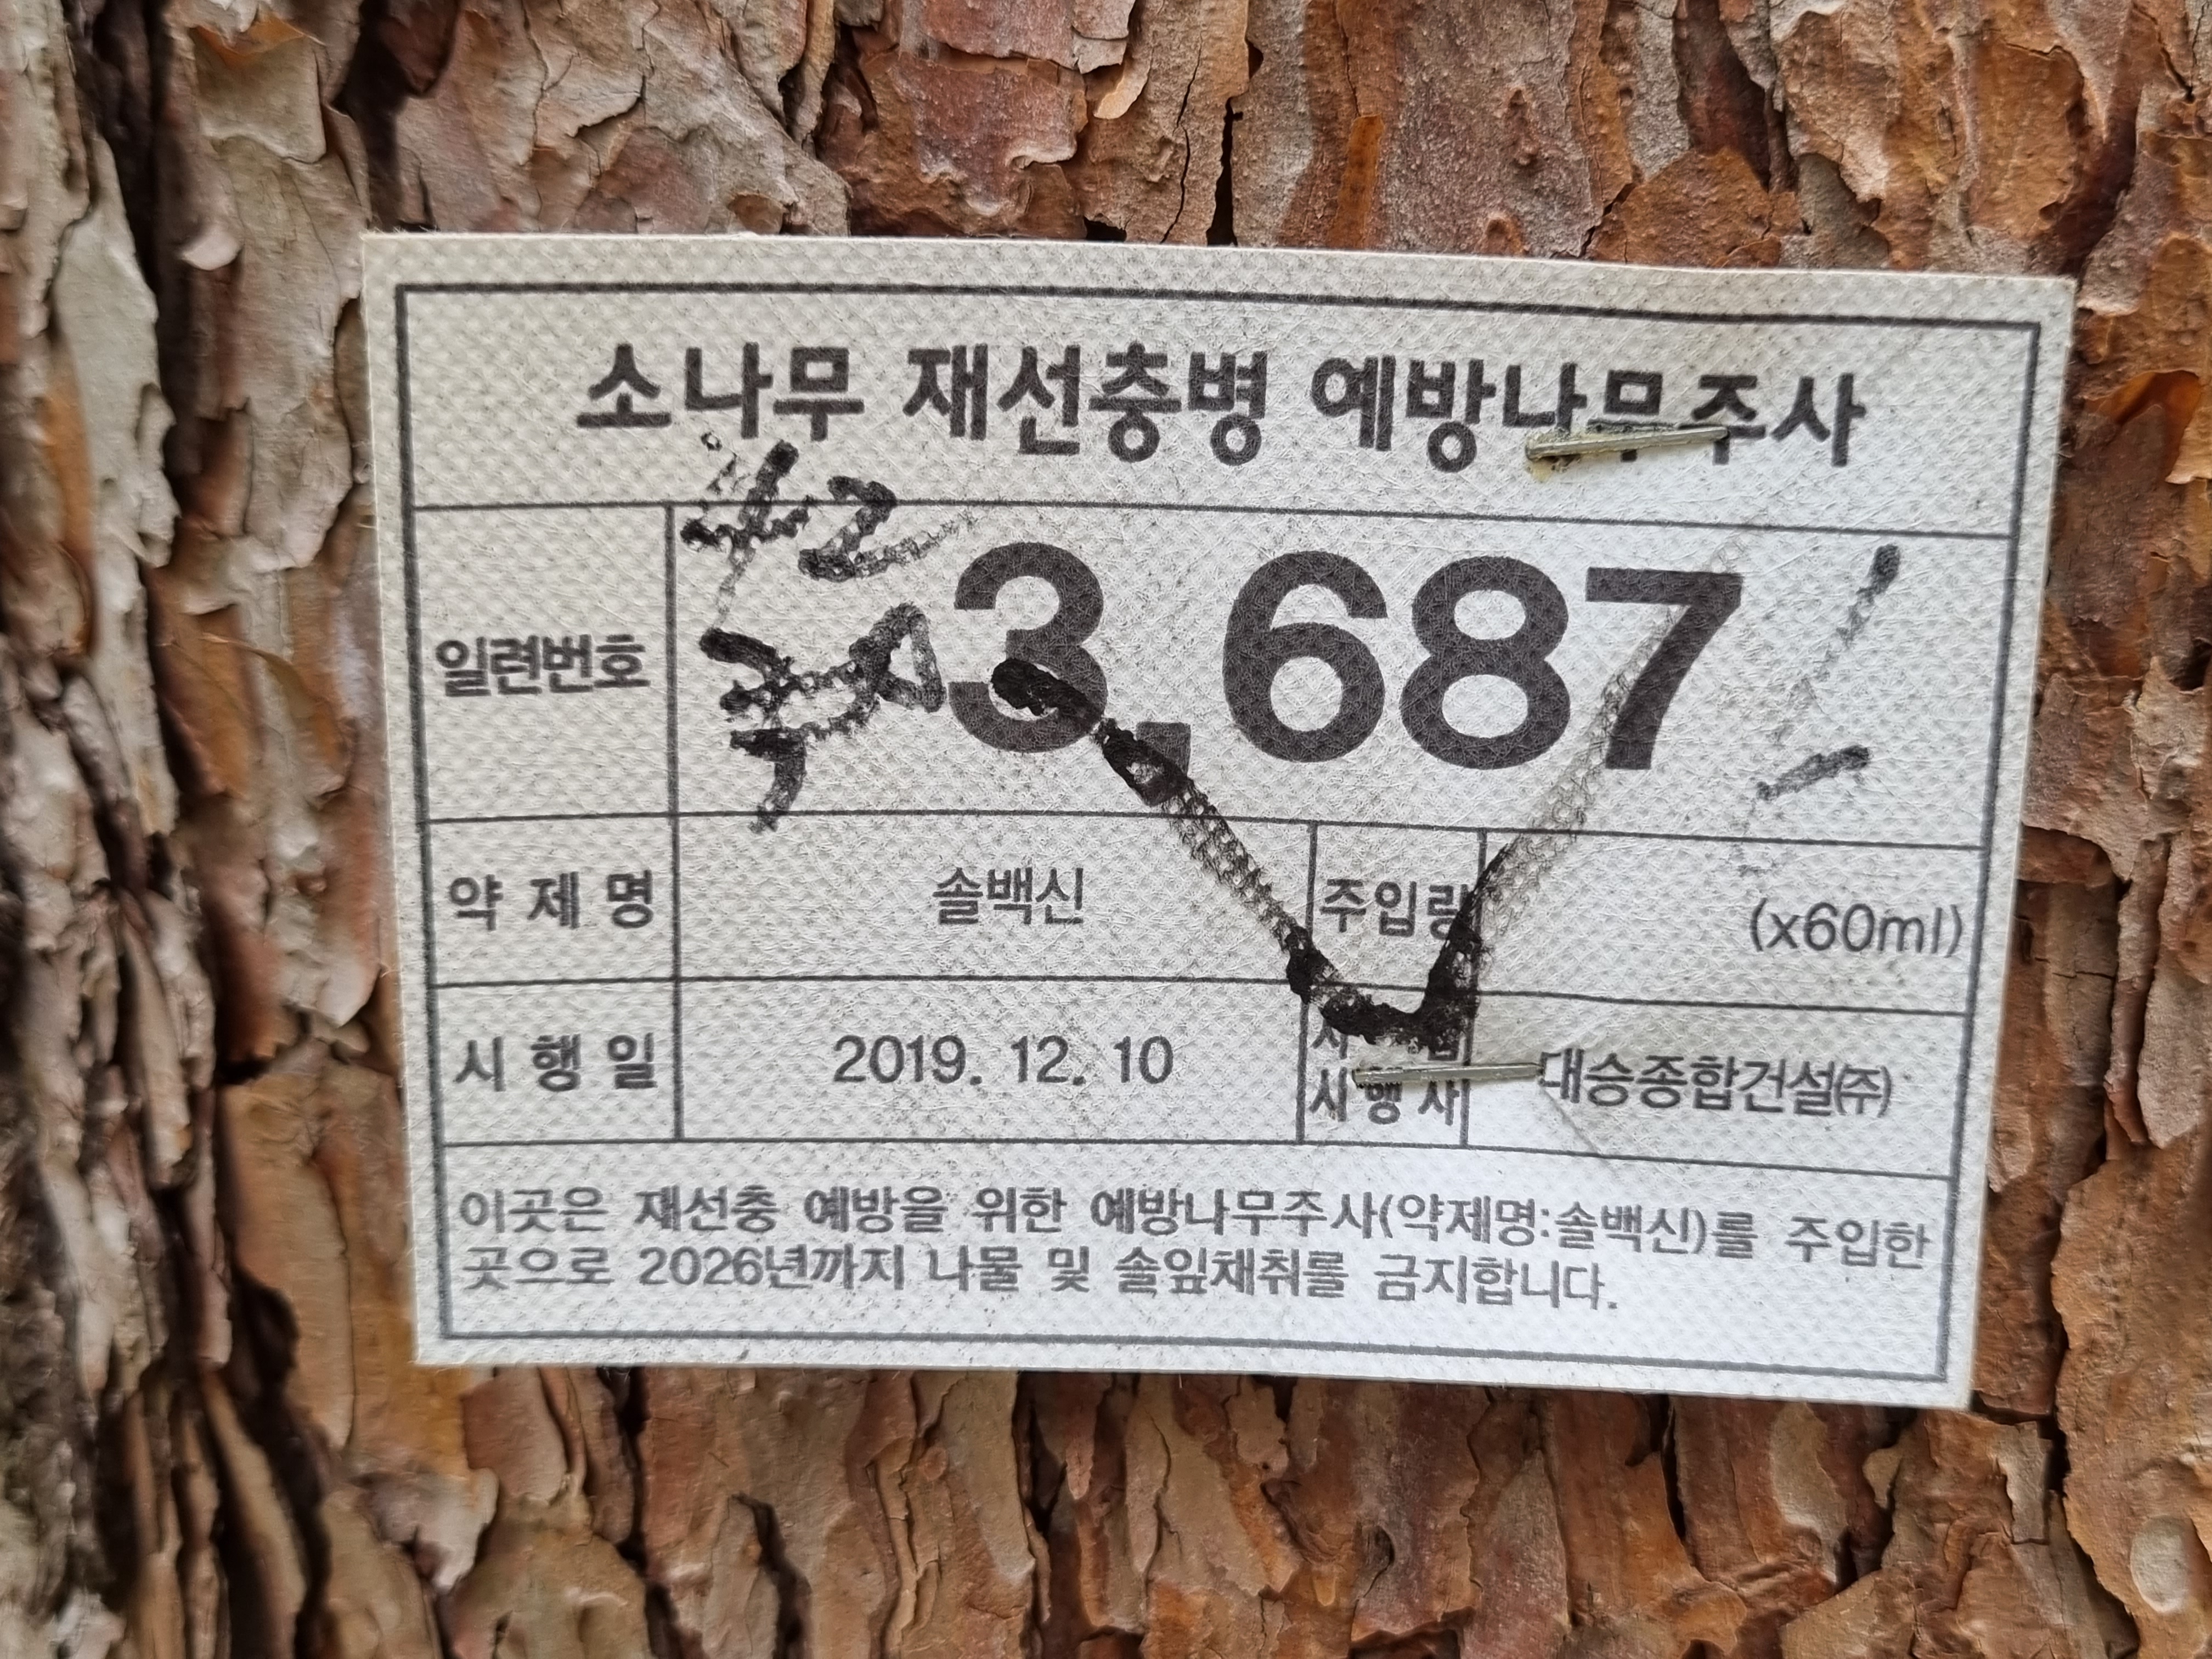 소나무 재선충병 예방나무주사
일련번호 3,687
약 제 명 솔백신 주입량 (x60ml)
시 행 일 2019. 12. 10 시행사 대승종합건설㈜
이곳은 재선충 예방을 위한 예방나무주사(약제명:솔백신)를 주입한
곳으로 2026년까지 나물 및 솔잎채취를 금지합니다.